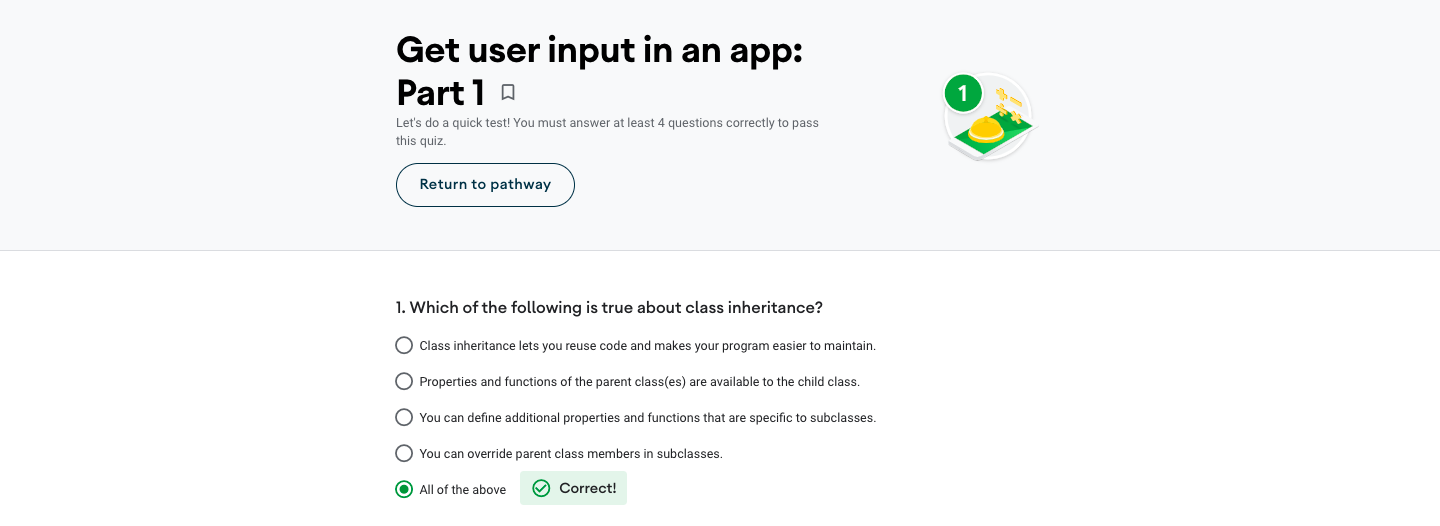 Get user input in an app:
Part 1
1
Let's do a quick test! You must answer at least 4 questions correctly to pass
this quiz.
Return to pathway
1. Which of the following is true about class inheritance?
Class inheritance lets you reuse code and makes your program easier to maintain.
Properties and functions of the parent class(es) are available to the child class.
You can define additional properties and functions that are specific to subclasses.
You can override parent class members in subclasses.
All of the above
Correct!